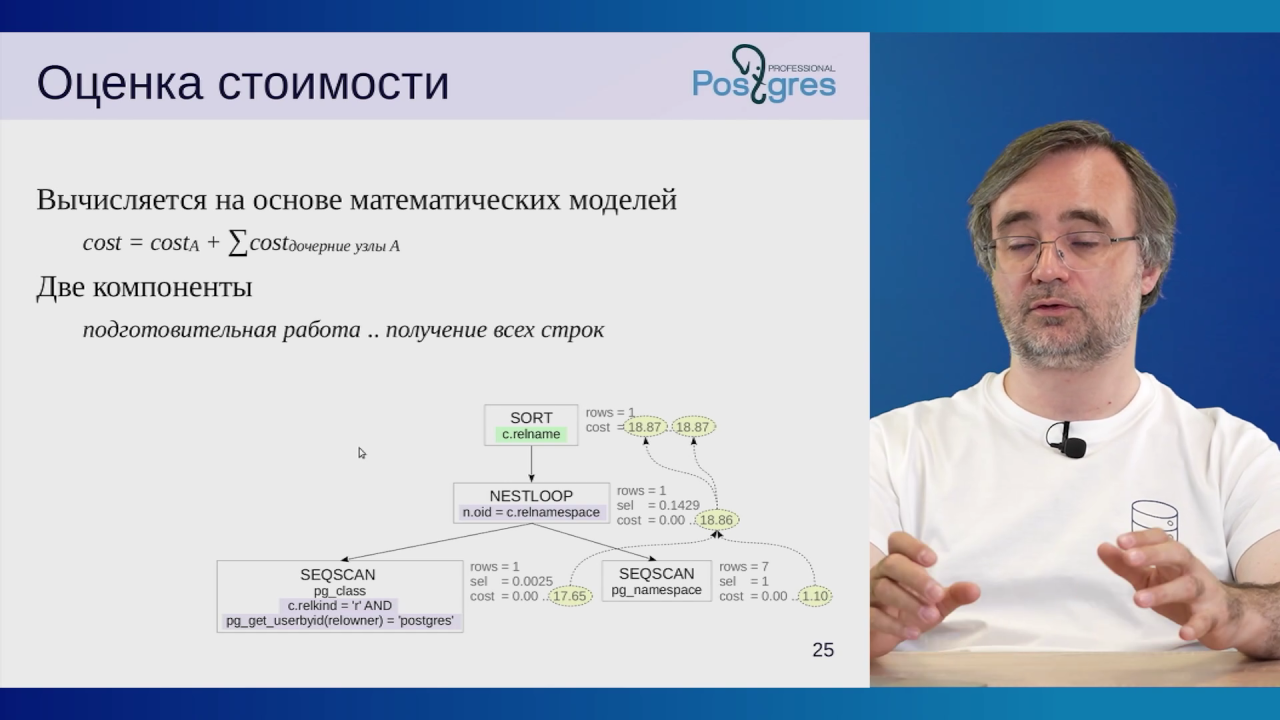 Оценка стоимости
PROFESSIONAL
Postgres
Вычисляется на основе математических моделей
cost = costA + ∑costдочерние узлы A
Две компоненты
подготовительная работа .. получение всех строк
SORT
c.relname
rows = 1
cost = 18.87 .. 18.87
NESTLOOP
n.oid = c.relnamespace
rows = 1
sel = 0.1429
cost = 0.00 .. 18.86
SEQSCAN
pg_class
c.relkind = 'r' AND
pg_get_userbyid(relowner) = 'postgres'
rows = 1
sel = 0.0025
cost = 0.00 .. 17.65
SEQSCAN
pg_namespace
rows = 7
sel = 1
cost = 0.00 .. 1.10
25